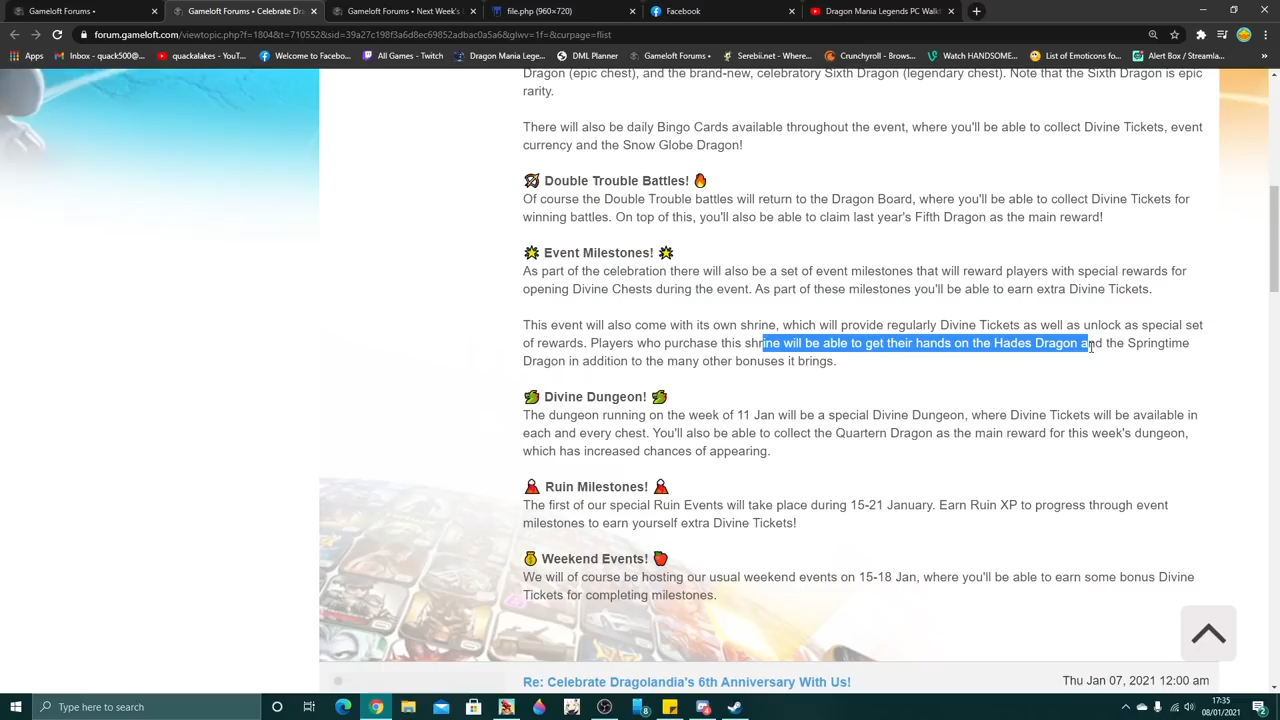 Gameloft Forums •
Gameloft Forums • Celebrate Dra
Gameloft Forums • Next Week's
file.php (960×720)
Facebook
Dragon Mania Legends PC Walkt
forum.gameloft.com/viewtopic.php?f=1804&t=710552&sid=39a27c198f3a6d8ec69852adbac0a5a6&glwv=1f=&rurpage=flist
Apps
Inbox - quack500@...
quackalakes - YouT...
Welcome to Facebo...
All Games - Twitch
Dragon Mania Lege...
DML Planner
Gameloft Forums •
Serebii.net - Where...
Crunchyroll - Brows...
Watch HANDSOME...
List of Emoticons fo...
Alert Box / Streamla...
»
Dragon (epic chest), and the brand-new, celebratory Sixth Dragon (legendary chest). Note that the Sixth Dragon is epic
rarity.
There will also be daily Bingo Cards available throughout the event, where you'll be able to collect Divine Tickets, event
currency and the Snow Globe Dragon!
Double Trouble Battles!
Of course the Double Trouble battles will return to the Dragon Board, where you'll be able to collect Divine Tickets for
winning battles. On top of this, you'll also be able to claim last year's Fifth Dragon as the main reward!
Event Milestones!
As part of the celebration there will also be a set of event milestones that will reward players with special rewards for
opening Divine Chests during the event. As part of these milestones you'll be able to earn extra Divine Tickets.
This event will also come with its own shrine, which will provide regularly Divine Tickets as well as unlock as special set
of rewards. Players who purchase this shrine will be able to get their hands on the Hades Dragon and the Springtime
Dragon in addition to the many other bonuses it brings.
Divine Dungeon!
The dungeon running on the week of 11 Jan will be a special Divine Dungeon, where Divine Tickets will be available in
each and every chest. You'll also be able to collect the Quartern Dragon as the main reward for this week's dungeon,
which has increased chances of appearing.
Ruin Milestones!
The first of our special Ruin Events will take place during 15-21 January. Earn Ruin XP to progress through event
milestones to earn yourself extra Divine Tickets!
Weekend Events!
We will of course be hosting our usual weekend events on 15-18 Jan, where you'll be able to earn some bonus Divine
Tickets for completing milestones.
Re: Celebrate Dragolandia's 6th Anniversary With Us!
Thu Jan 07, 2021 12:00 am
Type here to search
17:35
08/01/2021